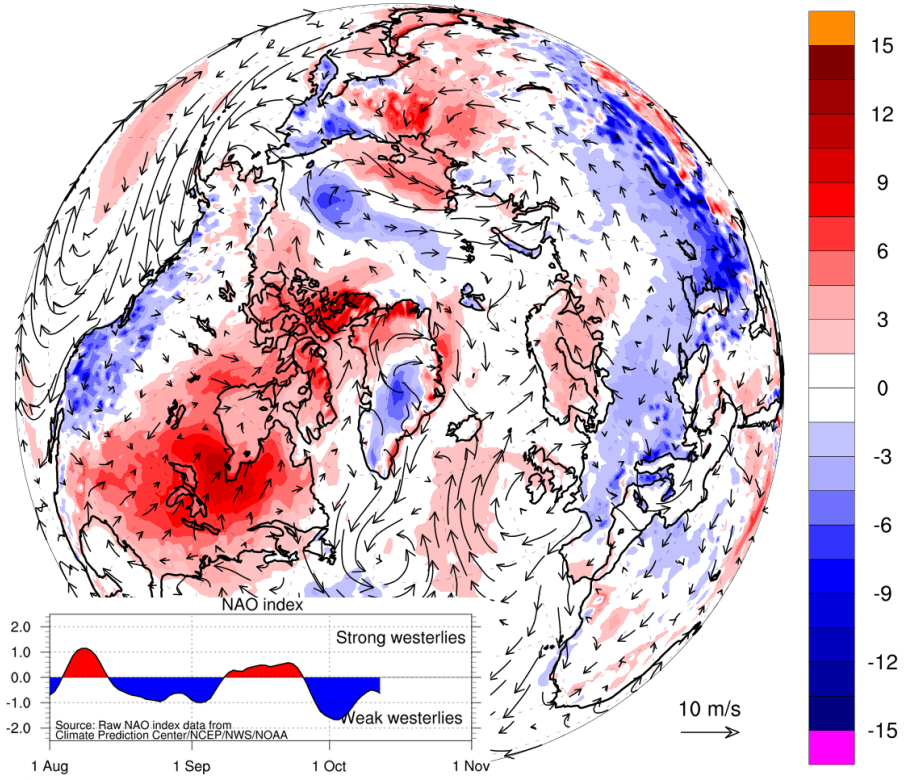 15
12
9
6
3
0
-3
-6
-9
-12
-15
10 m/s
NAO index
2.0
1.0
0.0
-1.0
-2.0
Strong westerlies
Weak westerlies
Source: Raw NAO index data from
Climate Prediction Center/NCEP/NWS/NOAA
1 Aug
1 Sep
1 Oct
1 Nov